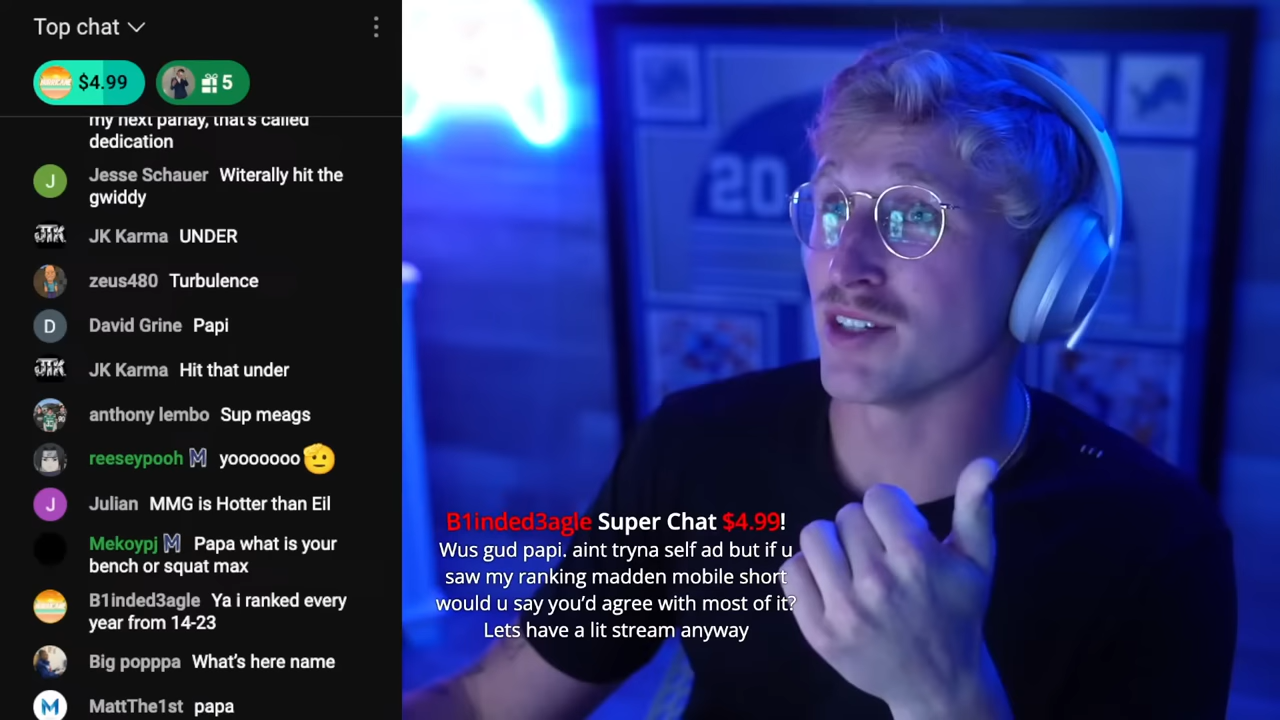 Top chat
$4.99
5
my next parlay, that's called
dedication
Jesse Schauer Witerally hit the
gwiddy
JK Karma UNDER
zeus480 Turbulence
David Grine Papi
JK Karma Hit that under
anthony lembo Sup meags
reeseypooh M yooooooo🫡
Julian MMG is Hotter than Eil
Mekoypj M Papa what is your
bench or squat max
B1inded3agle Ya i ranked every
year from 14-23
Big popppa What's here name
MattThe1st papa
J
J
D
J
M
20
B1inded3agle Super Chat $4.99!
Wus gud papi. aint tryna self ad but if u
saw my ranking madden mobile short
would u say you'd agree with most of it?
Lets have a lit stream anyway